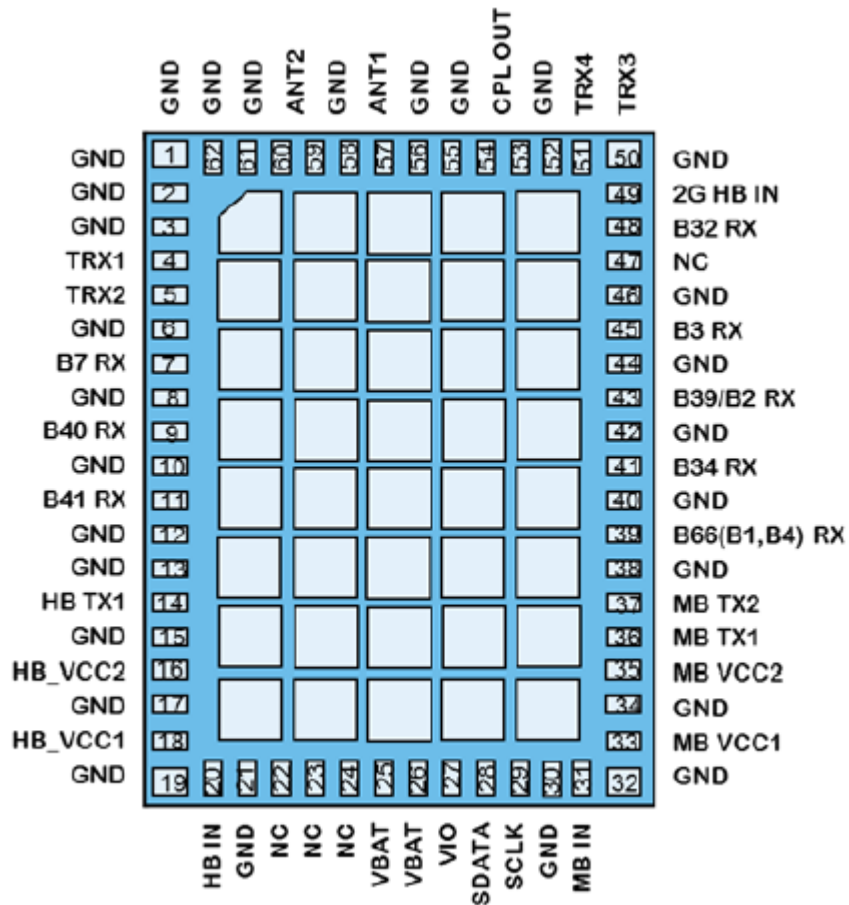 GND GND GND ANT2 GND ANT1 GND GND CPLOUT GND TRX4 TRX3
GND 1 62 61 60 59 58 57 56 55 54 53 52 51 50 GND
GND 2 49 2G HB IN
GND 3 48 B32 RX
TRX1 4 47 NC
TRX2 5 46 GND
GND 6 45 B3 RX
B7 RX 7 44 GND
GND 8 43 B39/B2 RX
B40 RX 9 42 GND
GND 10 41 B34 RX
B41 RX 11 40 GND
GND 12 39 B66(B1,B4) RX
GND 13 38 GND
HB TX1 14 37 MB TX2
GND 15 36 MB TX1
HB_VCC2 16 35 MB VCC2
GND 17 34 GND
HB_VCC1 18 33 MB VCC1
GND 19 20 21 22 23 24 25 26 27 28 29 30 31 32 GND
HB IN GND NC NC NC VBAT VBAT VIO SDATA SCLK GND MB IN